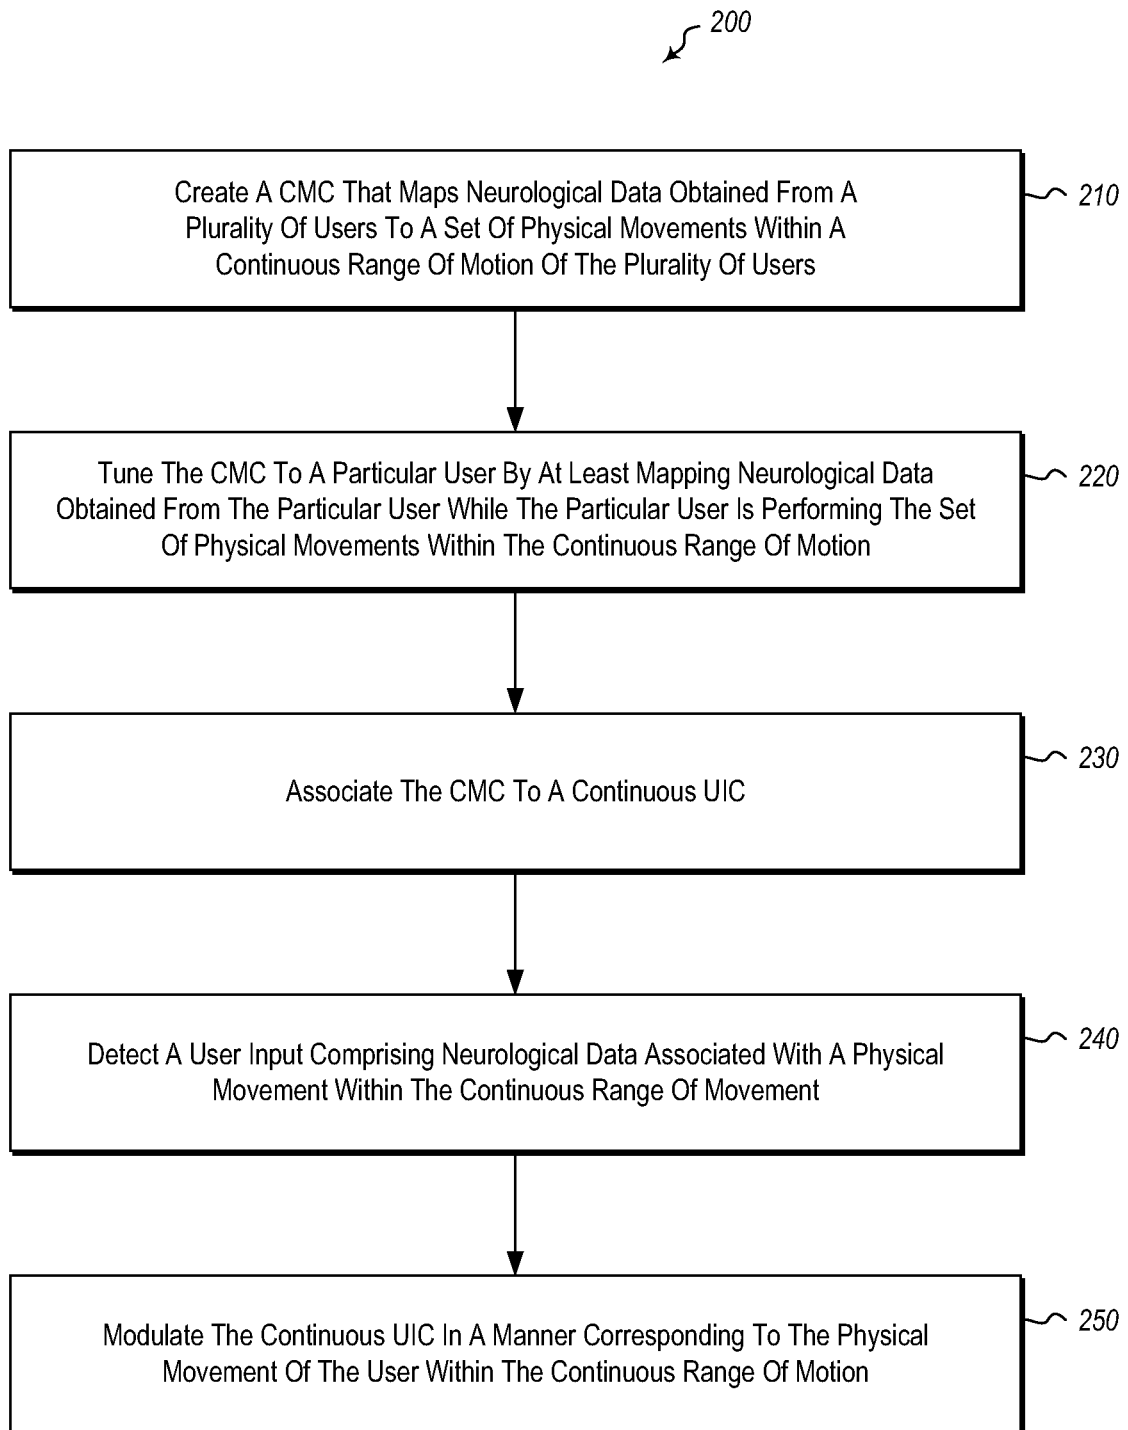 200
Create A CMC That Maps Neurological Data Obtained From A
Plurality Of Users To A Set Of Physical Movements Within A
Continuous Range Of Motion Of The Plurality Of Users
210
Tune The CMC To A Particular User By At Least Mapping Neurological Data
Obtained From The Particular User While The Particular User Is Performing The Set
Of Physical Movements Within The Continuous Range Of Motion
220
Associate The CMC To A Continuous UIC
230
Detect A User Input Comprising Neurological Data Associated With A Physical
Movement Within The Continuous Range Of Movement
240
Modulate The Continuous UIC In A Manner Corresponding To The Physical
Movement Of The User Within The Continuous Range Of Motion
250